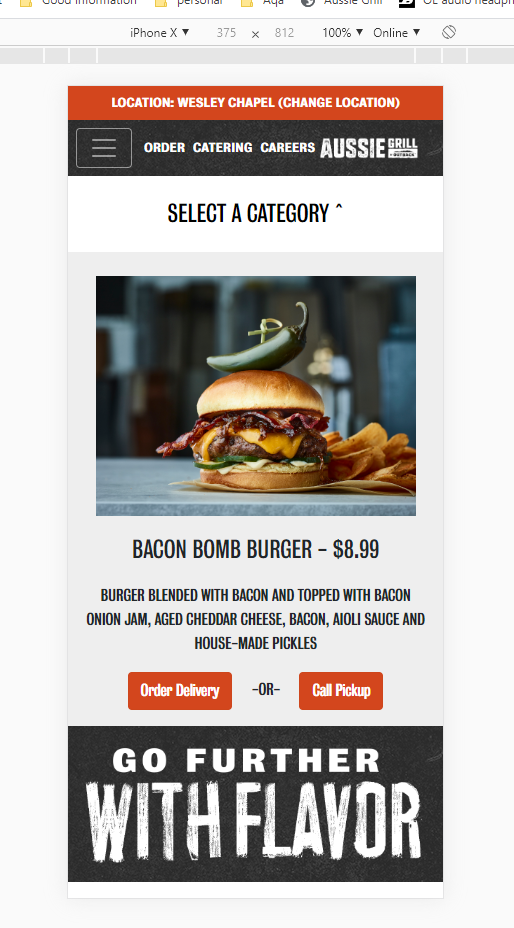 Good Information personal Aqa Aussie Grill OE audio headph
iPhone X ▼ 375 × 812 100% ▼ Online ▼
LOCATION: WESLEY CHAPEL (CHANGE LOCATION)
ORDER CATERING CAREERS AUSSIE GRILL
SELECT A CATEGORY ^
BACON BOMB BURGER - $8.99
BURGER BLENDED WITH BACON AND TOPPED WITH BACON
ONION JAM, AGED CHEDDAR CHEESE, BACON, AIOLI SAUCE AND
HOUSE-MADE PICKLES
Order Delivery -OR- Call Pickup
GO FURTHER
WITH FLAVOR